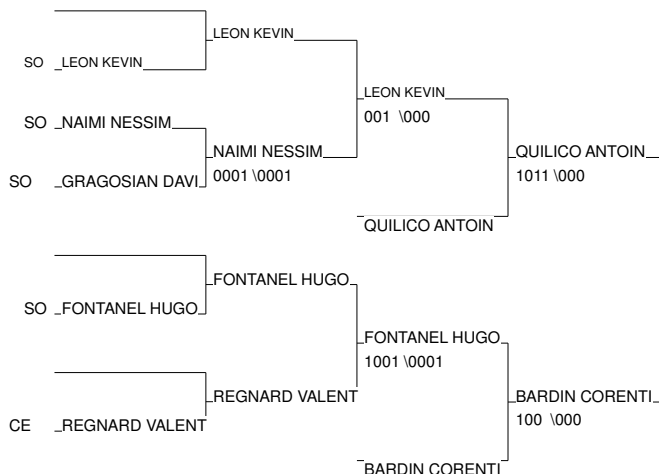 LEON KEVIN
SO LEON KEVIN
LEON KEVIN
001 \000
SO NAIMI NESSIM
NAIMI NESSIM
0001 \0001
QUILICO ANTOIN
1011 \000
SO GRAGOSIAN DAVI
QUILICO ANTOIN
FONTANEL HUGO
SO FONTANEL HUGO
FONTANEL HUGO
1001 \0001
REGNARD VALENT
BARDIN CORENTI
100 \000
CE REGNARD VALENT
BARDIN CORENTI